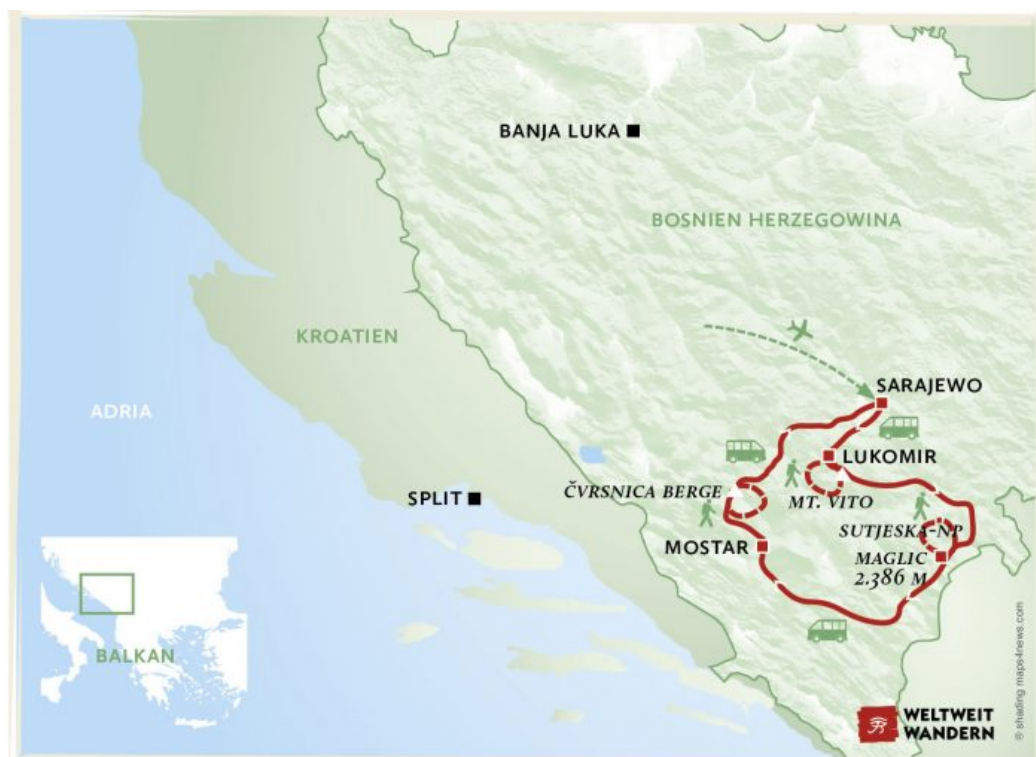 BANJA LUKA
BOSNIEN HERZEGOWINA
KROATIEN
SARAJEWO
ADRIA
LUKOMIR
ČVRSNICA BERGE
MT. VITO
SPLIT
SUTJESKA-NP
MOSTAR
MAGLIC
2.386 M
BALKAN
WELTWEIT
WANDERN
© shading maps4news.com